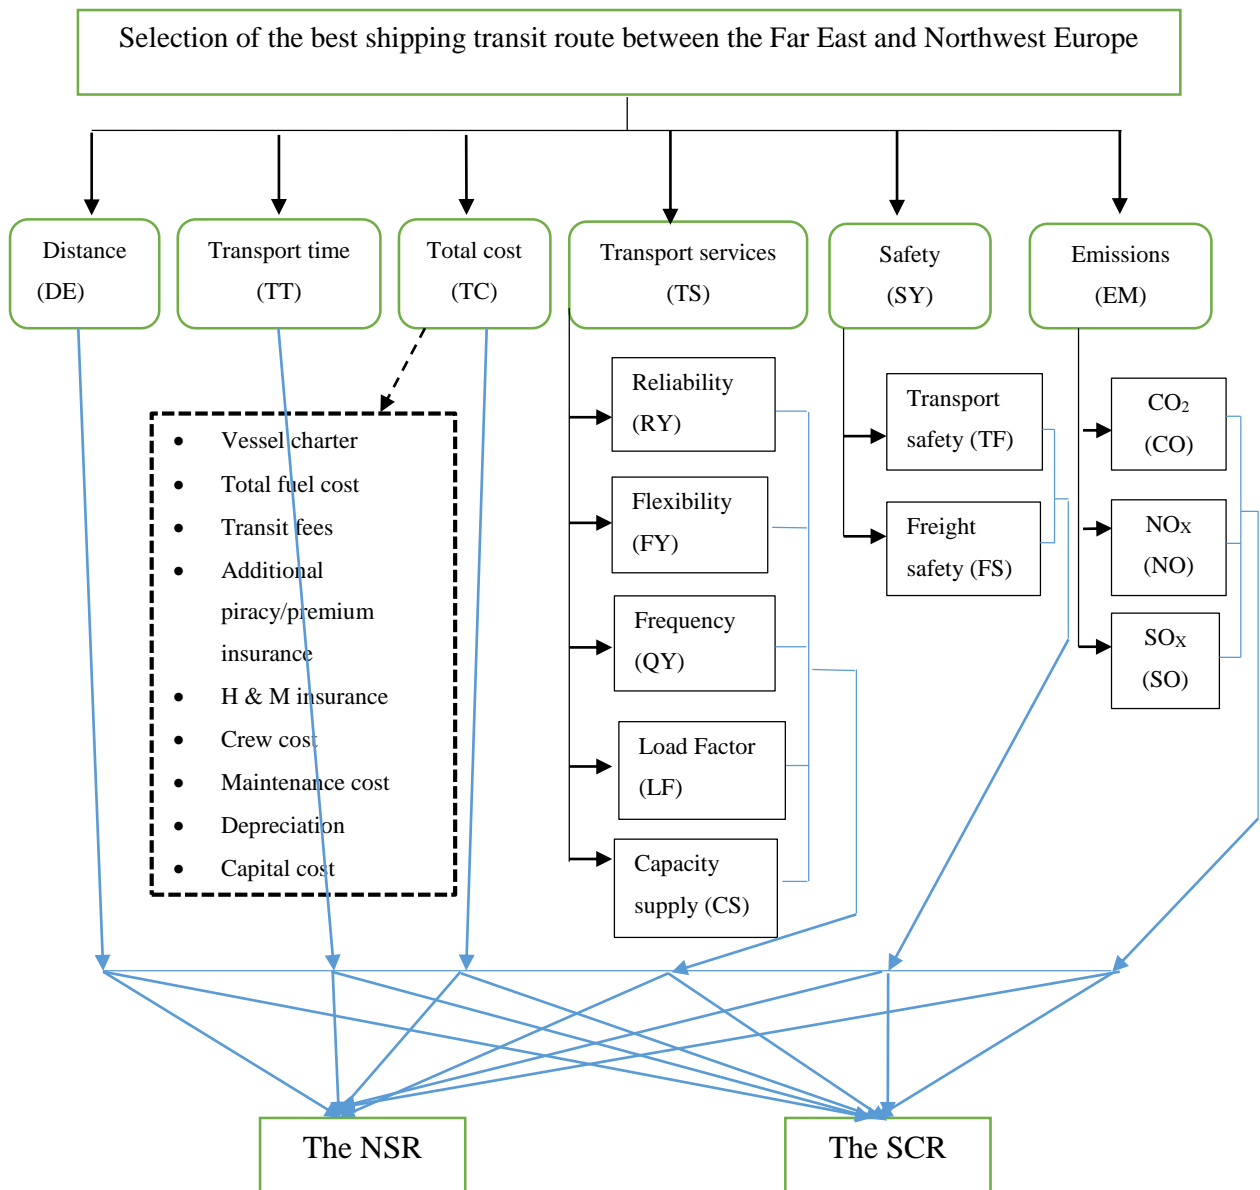 Selection of the best shipping transit route between the Far East and Northwest Europe
Distance
(DE)
Transport time
(TT)
Total cost
(TC)
Transport services
(TS)
Safety
(SY)
Emissions
(EM)
• Vessel charter
• Total fuel cost
• Transit fees
• Additional
piracy/premium
insurance
• H & M insurance
• Crew cost
• Maintenance cost
• Depreciation
• Capital cost
Reliability
(RY)
Flexibility
(FY)
Frequency
(QY)
Load Factor
(LF)
Capacity
supply (CS)
Transport
safety (TF)
Freight
safety (FS)
CO₂
(CO)
NOX
(NO)
SOX
(SO)
The NSR
The SCR